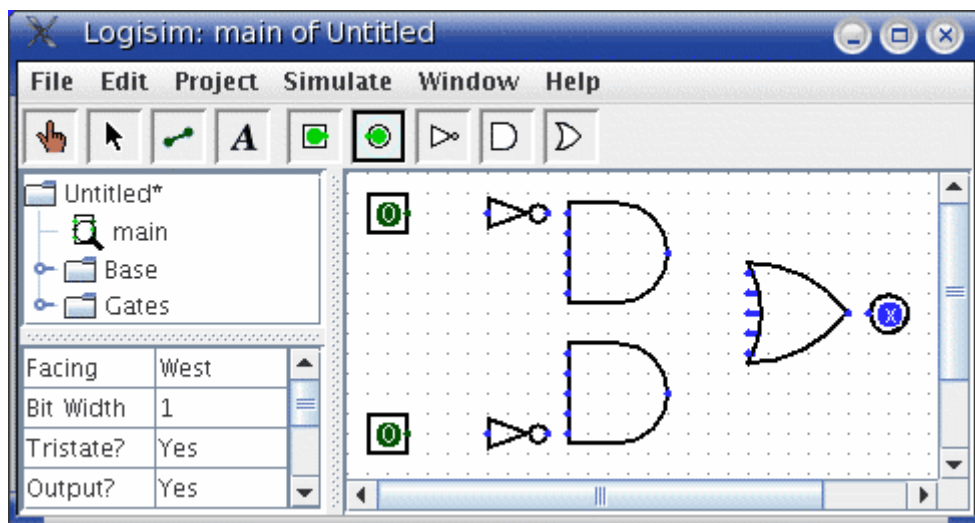 Logisim: main of Untitled
File Edit Project Simulate Window Help
A
Untitled*
main
Base
Gates
Facing West
Bit Width 1
Tristate? Yes
Output? Yes
0
x
0